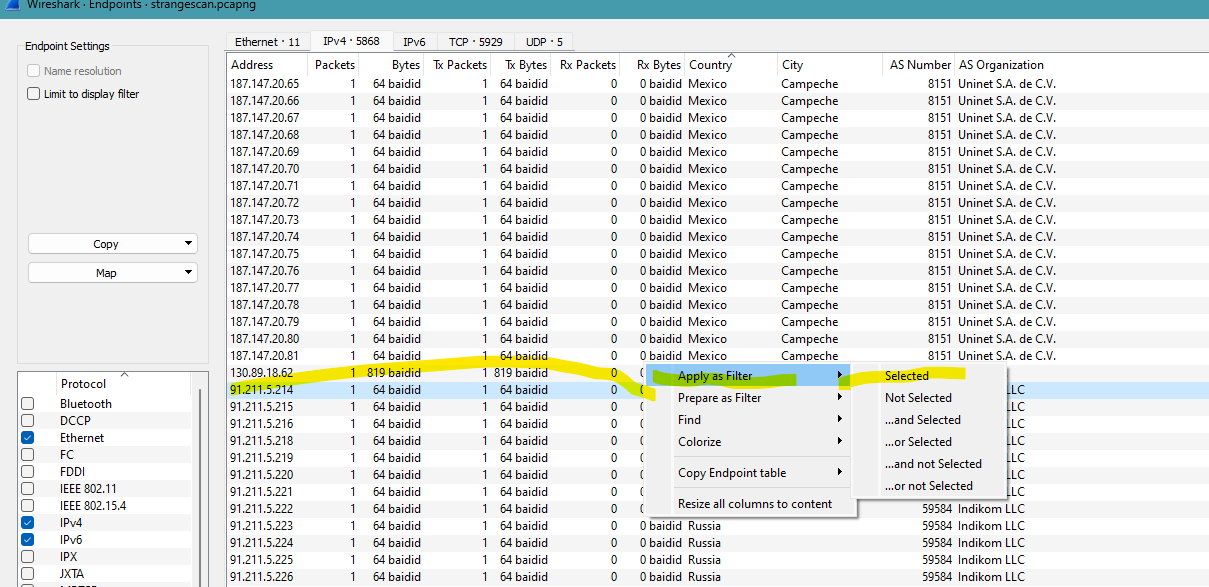 Wireshark · Endpoints · strangescan.pcapng
Endpoint Settings
Name resolution
Limit to display filter
Copy
Map
Protocol
Bluetooth
DCCP
Ethernet
FC
FDDI
IEEE 802.11
IEEE 802.15.4
IPv4
IPv6
IPX
JXTA
Ethernet · 11 IPv4 · 5868 IPv6 TCP · 5929 UDP · 5
Address Packets Bytes Tx Packets Tx Bytes Rx Packets Rx Bytes Country City AS Number AS Organization
187.147.20.65 1 64 baidid 1 64 baidid 0 0 baidid Mexico Campeche 8151 Uninet S.A. de C.V.
187.147.20.66 1 64 baidid 1 64 baidid 0 0 baidid Mexico Campeche 8151 Uninet S.A. de C.V.
187.147.20.67 1 64 baidid 1 64 baidid 0 0 baidid Mexico Campeche 8151 Uninet S.A. de C.V.
187.147.20.68 1 64 baidid 1 64 baidid 0 0 baidid Mexico Campeche 8151 Uninet S.A. de C.V.
187.147.20.69 1 64 baidid 1 64 baidid 0 0 baidid Mexico Campeche 8151 Uninet S.A. de C.V.
187.147.20.70 1 64 baidid 1 64 baidid 0 0 baidid Mexico Campeche 8151 Uninet S.A. de C.V.
187.147.20.71 1 64 baidid 1 64 baidid 0 0 baidid Mexico Campeche 8151 Uninet S.A. de C.V.
187.147.20.72 1 64 baidid 1 64 baidid 0 0 baidid Mexico Campeche 8151 Uninet S.A. de C.V.
187.147.20.73 1 64 baidid 1 64 baidid 0 0 baidid Mexico Campeche 8151 Uninet S.A. de C.V.
187.147.20.74 1 64 baidid 1 64 baidid 0 0 baidid Mexico Campeche 8151 Uninet S.A. de C.V.
187.147.20.75 1 64 baidid 1 64 baidid 0 0 baidid Mexico Campeche 8151 Uninet S.A. de C.V.
187.147.20.76 1 64 baidid 1 64 baidid 0 0 baidid Mexico Campeche 8151 Uninet S.A. de C.V.
187.147.20.77 1 64 baidid 1 64 baidid 0 0 baidid Mexico Campeche 8151 Uninet S.A. de C.V.
187.147.20.78 1 64 baidid 1 64 baidid 0 0 baidid Mexico Campeche 8151 Uninet S.A. de C.V.
187.147.20.79 1 64 baidid 1 64 baidid 0 0 baidid Mexico Campeche 8151 Uninet S.A. de C.V.
187.147.20.80 1 64 baidid 1 64 baidid 0 0 baidid Mexico Campeche 8151 Uninet S.A. de C.V.
187.147.20.81 1 64 baidid 1 64 baidid 0 0 baidid Mexico Campeche 8151 Uninet S.A. de C.V.
130.89.18.62 1 819 baidid 1 819 baidid 0 0
91.211.5.214 1 64 baidid 1 64 baidid 0 0 LLC
91.211.5.215 1 64 baidid 1 64 baidid 0 0 LLC
91.211.5.216 1 64 baidid 1 64 baidid 0 0 LLC
91.211.5.218 1 64 baidid 1 64 baidid 0 0 LLC
91.211.5.219 1 64 baidid 1 64 baidid 0 0 LLC
91.211.5.220 1 64 baidid 1 64 baidid 0 0 LLC
91.211.5.221 1 64 baidid 1 64 baidid 0 0 LLC
91.211.5.222 1 64 baidid 1 64 baidid 0 0 59584 Indikom LLC
91.211.5.223 1 64 baidid 1 64 baidid 0 0 baidid Russia 59584 Indikom LLC
91.211.5.224 1 64 baidid 1 64 baidid 0 0 baidid Russia 59584 Indikom LLC
91.211.5.225 1 64 baidid 1 64 baidid 0 0 baidid Russia 59584 Indikom LLC
91.211.5.226 1 64 baidid 1 64 baidid 0 0 baidid Russia 59584 Indikom LLC
Apply as Filter
Prepare as Filter
Find
Colorize
Copy Endpoint table
Resize all columns to content
Selected
Not Selected
...and Selected
...or Selected
...and not Selected
...or not Selected